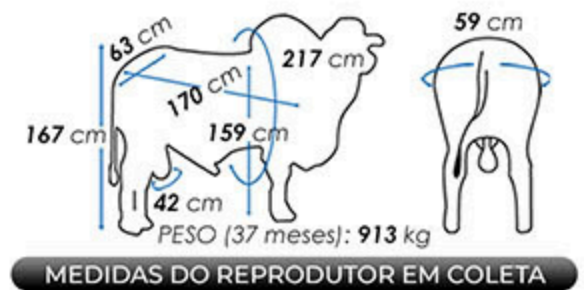 63 cm
59 cm
217 cm
170 cm
167 cm
159 cm
42 cm
PESO (37 meses): 913 kg
MEDIDAS DO REPRODUTOR EM COLETA